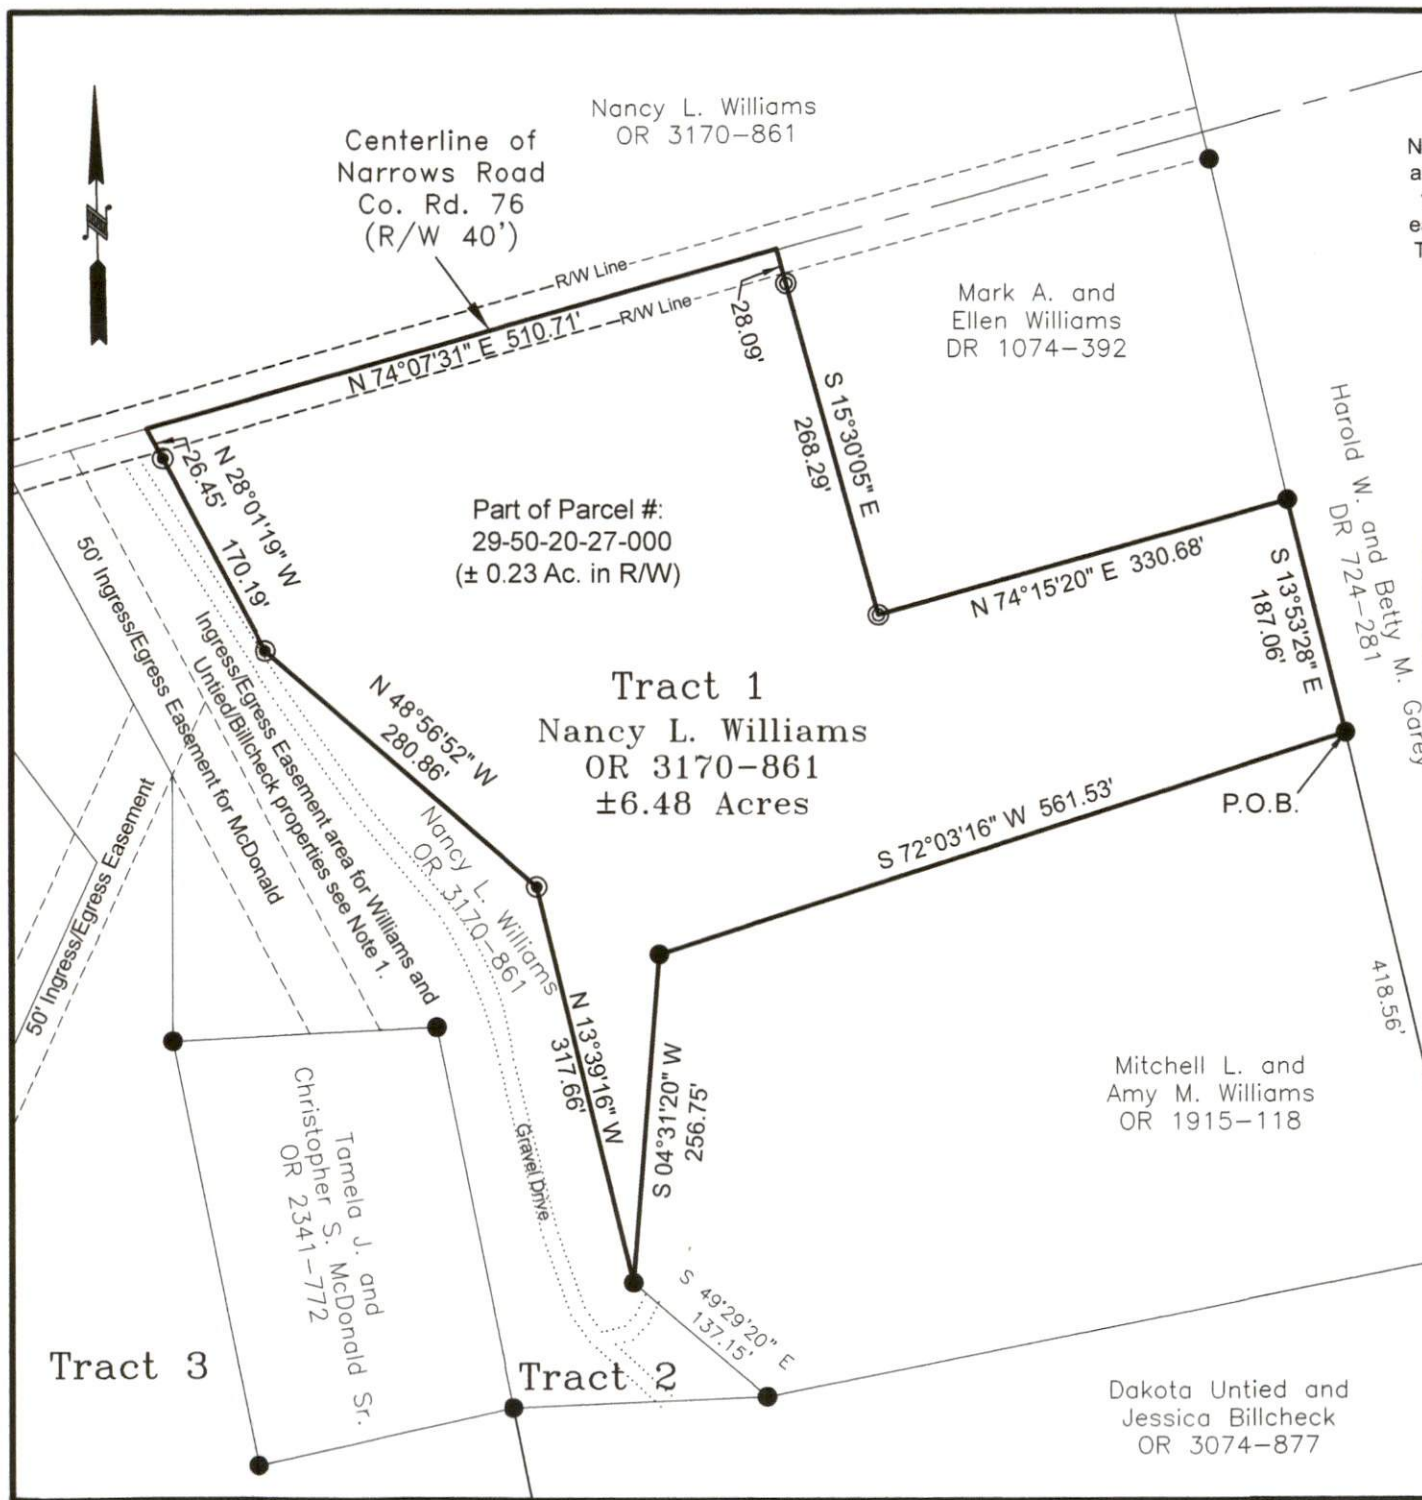 Nancy L. Williams
OR 3170-861
Centerline of
Narrows Road
Co. Rd. 76
(R/W 40')
R/W Line
R/W Line
N 74°07'31" E 510.71'
28.09'
Mark A. and
Ellen Williams
DR 1074-392
N
a
e
T
Harold W. and Betty M. Garey
DR 724-281
S 15°30'05" E
268.29'
N 28°01'19" W
26.45'
170.19'
Part of Parcel #:
29-50-20-27-000
(± 0.23 Ac. in R/W)
N 74°15'20" E 330.68'
S 13°53'28" E
187.06'
50' Ingress/Egress Easement for McDonald
Ingress/Egress Easement area for Williams and
Untied/Billcheck properties see Note 1.
Tract 1
Nancy L. Williams
OR 3170-861
±6.48 Acres
N 48°56'52" W
280.86'
P.O.B.
S 72°03'16" W 561.53'
50' Ingress/Egress Easement
Nancy L. Williams
OR 3170-861
418.56'
N 13°39'16" W
317.66'
S 04°31'20" W
256.75'
Mitchell L. and
Amy M. Williams
OR 1915-118
Gravel Drive
Tamela J. and
Christopher S. McDonald Sr.
OR 2341-772
S 49°29'20" E
137.15'
Tract 3
Tract 2
Dakota Untied and
Jessica Billcheck
OR 3074-877